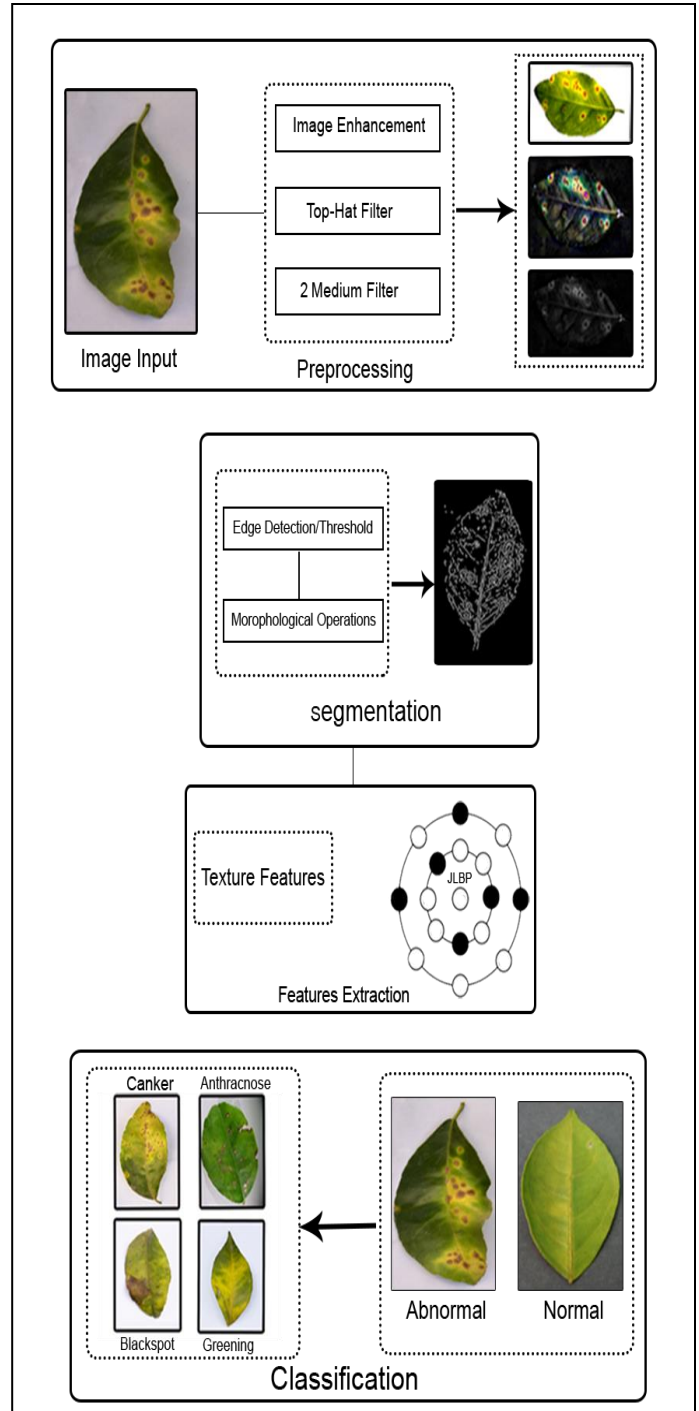 Image Enhancement
Top-Hat Filter
2 Medium Filter
Image Input
Preprocessing
Edge Detection/Threshold
Morophological Operations
segmentation
Texture Features
JLBP
Features Extraction
Canker
Anthracnose
Blackspot
Greening
Abnormal
Normal
Classification